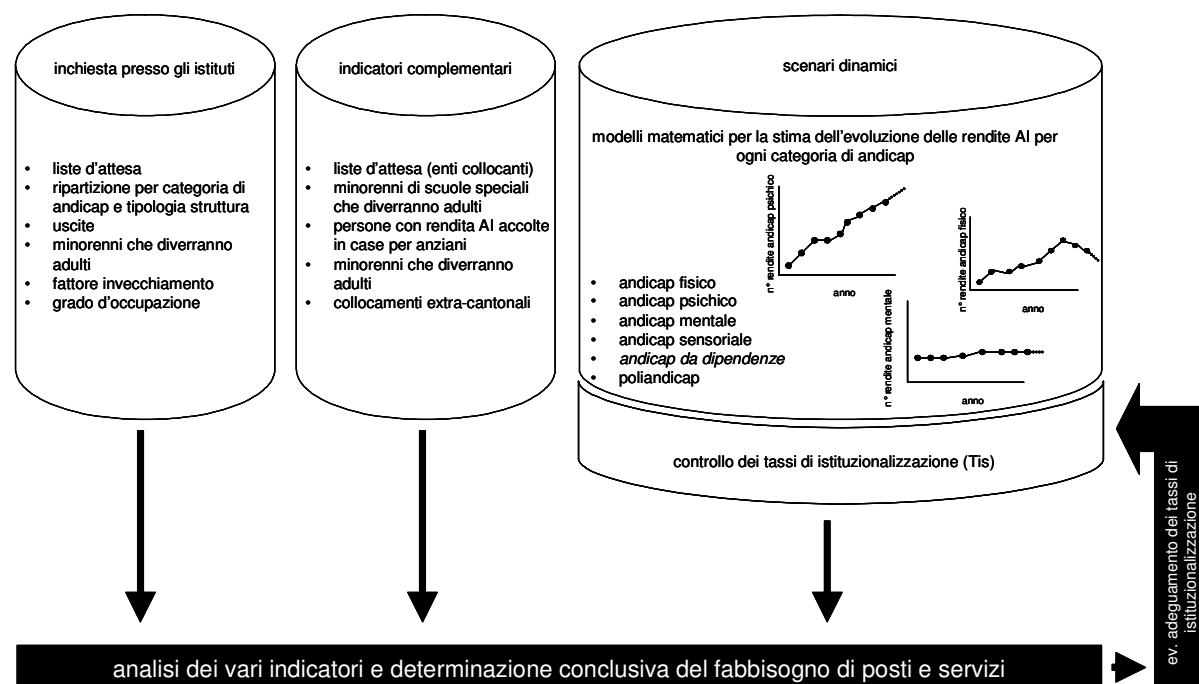 inchiesta presso gli istituti
• liste d'attesa
• ripartizione per categoria di
andicap e tipologia struttura
• uscite
• minorenni che diverranno
adulti
• fattore invecchiamento
• grado d'occupazione
indicatori complementari
• liste d'attesa (enti collocanti)
• minorenni di scuole speciali
che diverranno adulti
• persone con rendita AI accolte
in case per anziani
• minorenni che diverranno
adulti
• collocamenti extra-cantonali
scenari dinamici
modelli matematici per la stima dell'evoluzione delle rendite AI per
ogni categoria di andicap
• andicap fisico
• andicap psichico
• andicap mentale
• andicap sensoriale
• andicap da dipendenze
• poliandicap
n° rendite andicap psichico
anno
n° rendite andicap fisico
anno
n° rendite andicap mentale
anno
controllo dei tassi di istituzionalizzazione (Tis)
ev. adeguamento dei tassi di
istituzionalizzazione
analisi dei vari indicatori e determinazione conclusiva del fabbisogno di posti e servizi